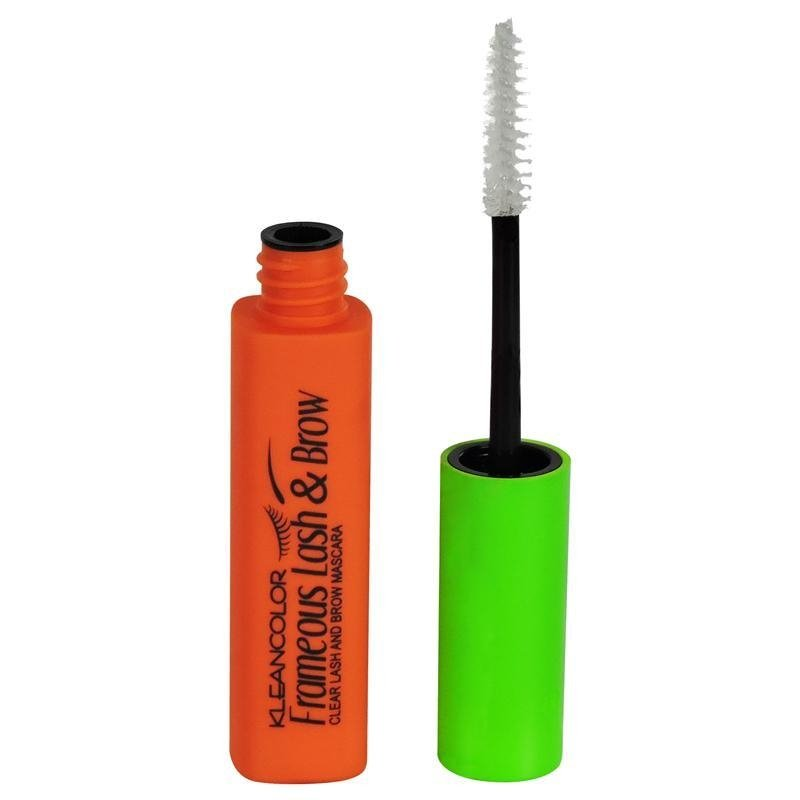 KLEANCOLOR
Frameous Lash & Brow
CLEAR LASH AND BROW MASCARA